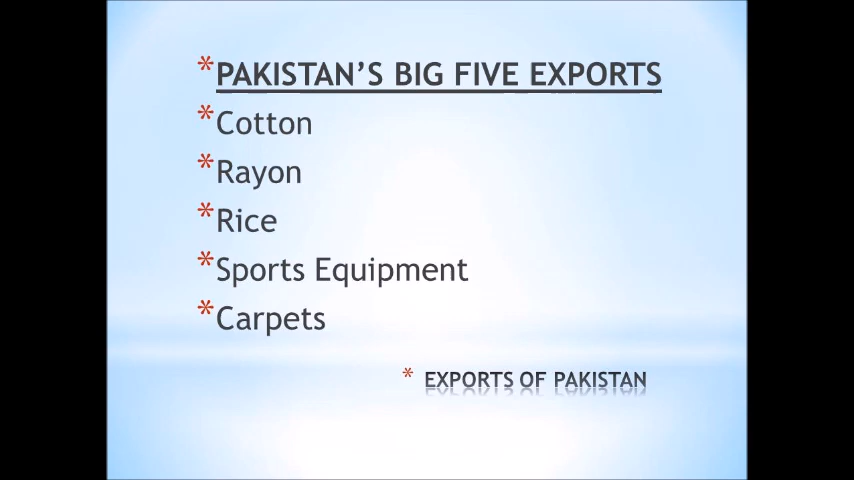 * PAKISTAN’S BIG FIVE EXPORTS
* Cotton
* Rayon
* Rice
* Sports Equipment
* Carpets
* EXPORTS OF PAKISTAN